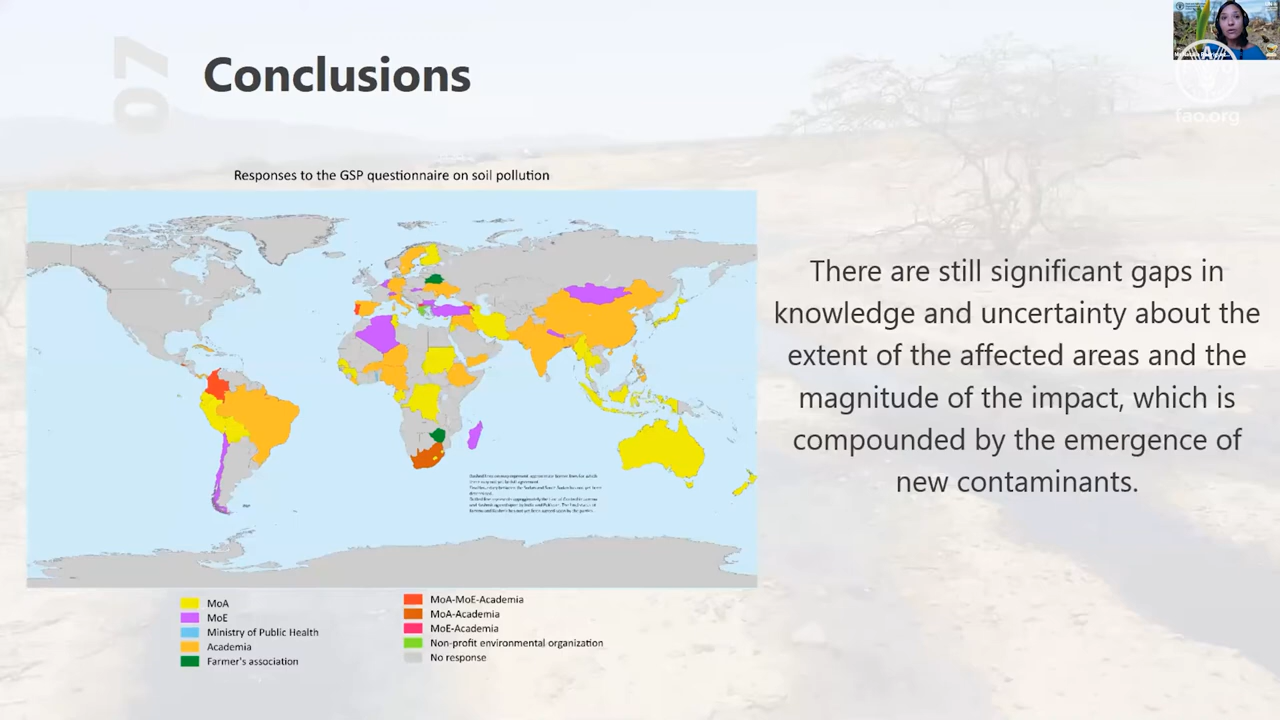 07
Conclusions
fao.org
Responses to the GSP questionnaire on soil pollution
There are still significant gaps in
knowledge and uncertainty about the
extent of the affected areas and the
magnitude of the impact, which is
compounded by the emergence of
new contaminants.
MoA
MoE
Ministry of Public Health
Academia
Farmer's association
MoA-MoE-Academia
MoA-Academia
MoE-Academia
Non-profit environmental organization
No response